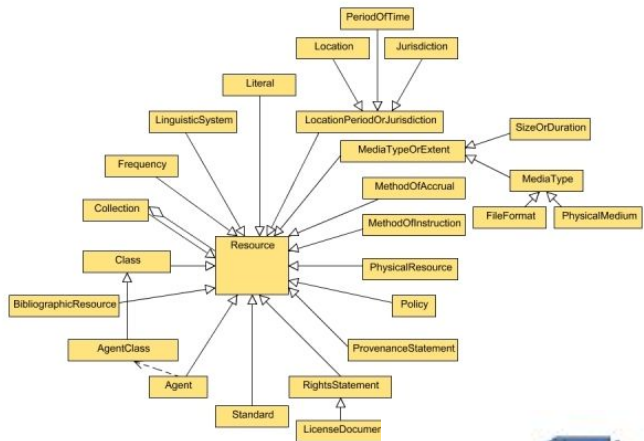 PeriodOfTime
Location
Jurisdiction
Literal
LinguisticSystem
LocationPeriodOrJurisdiction
SizeOrDuration
MediaTypeOrExtent
Frequency
MediaType
MethodOfAccrual
Collection
FileFormat
PhysicalMedium
MethodOfInstruction
Resource
Class
PhysicalResource
BibliographicResource
Policy
AgentClass
ProvenanceStatement
Agent
RightsStatement
Standard
LicenseDocumen